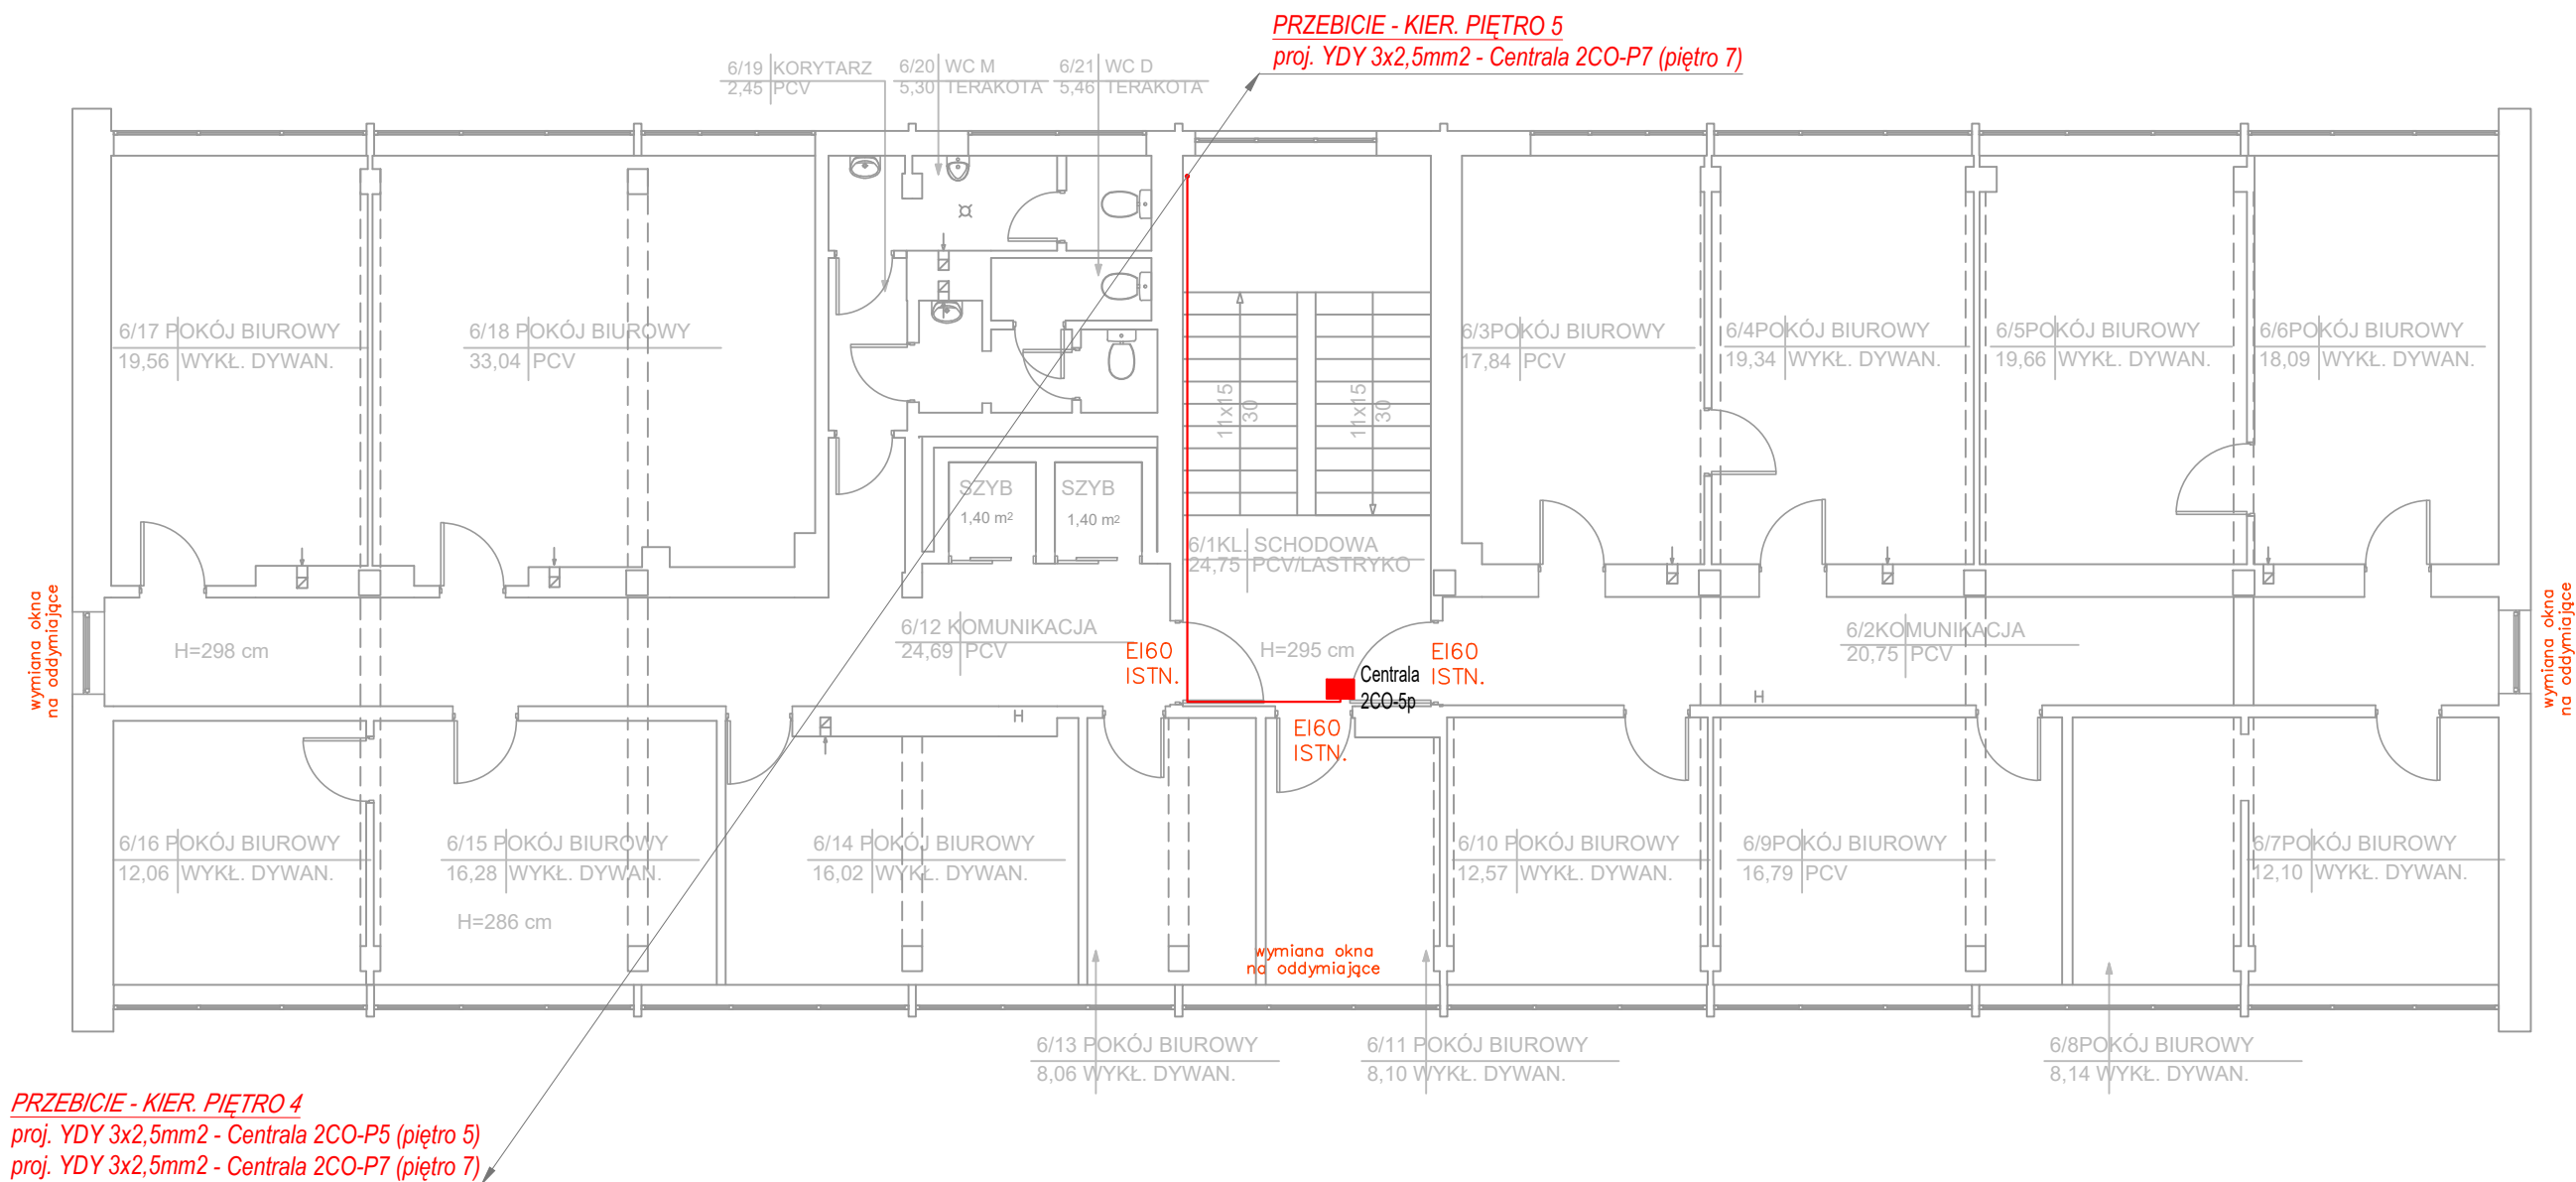 PRZEBICIE - KIER. PIĘTRO 5
proj. YDY 3x2,5mm2 - Centrala 2CO-P7 (piętro 7)
6/19 KORYTARZ
2,45 PCV
6/20 WC M
5,30 TERAKOTA
6/21 WC D
5,46 TERAKOTA
6/17 POKÓJ BIUROWY
19,56 WYKŁ. DYWAN.
6/18 POKÓJ BIUROWY
33,04 PCV
6/3POKÓJ BIUROWY
17,84 PCV
6/4POKÓJ BIUROWY
19,34 WYKŁ. DYWAN.
6/5POKÓJ BIUROWY
19,66 WYKŁ. DYWAN.
6/6POKÓJ BIUROWY
18,09 WYKŁ. DYWAN.
11x15
30
11x15
30
SZYB
1,40 m²
SZYB
1,40 m²
6/1KL. SCHODOWA
24,75 PCV/LASTRYKO
wymiana okna
na oddymiające
H=298 cm
6/12 KOMUNIKACJA
24,69 PCV
EI60
ISTN.
H=295 cm
EI60
ISTN.
Centrala
2CO-5p
6/2KOMUNIKACJA
20,75 PCV
wymiana okna
na oddymiające
H
H
EI60
ISTN.
6/16 POKÓJ BIUROWY
12,06 WYKŁ. DYWAN.
6/15 POKÓJ BIUROWY
16,28 WYKŁ. DYWAN.
H=286 cm
6/14 POKÓJ BIUROWY
16,02 WYKŁ. DYWAN.
6/10 POKÓJ BIUROWY
12,57 WYKŁ. DYWAN.
6/9POKÓJ BIUROWY
16,79 PCV
6/7POKÓJ BIUROWY
12,10 WYKŁ. DYWAN.
wymiana okna
na oddymiające
6/13 POKÓJ BIUROWY
8,06 WYKŁ. DYWAN.
6/11 POKÓJ BIUROWY
8,10 WYKŁ. DYWAN.
6/8POKÓJ BIUROWY
8,14 WYKŁ. DYWAN.
PRZEBICIE - KIER. PIĘTRO 4
proj. YDY 3x2,5mm2 - Centrala 2CO-P5 (piętro 5)
proj. YDY 3x2,5mm2 - Centrala 2CO-P7 (piętro 7)